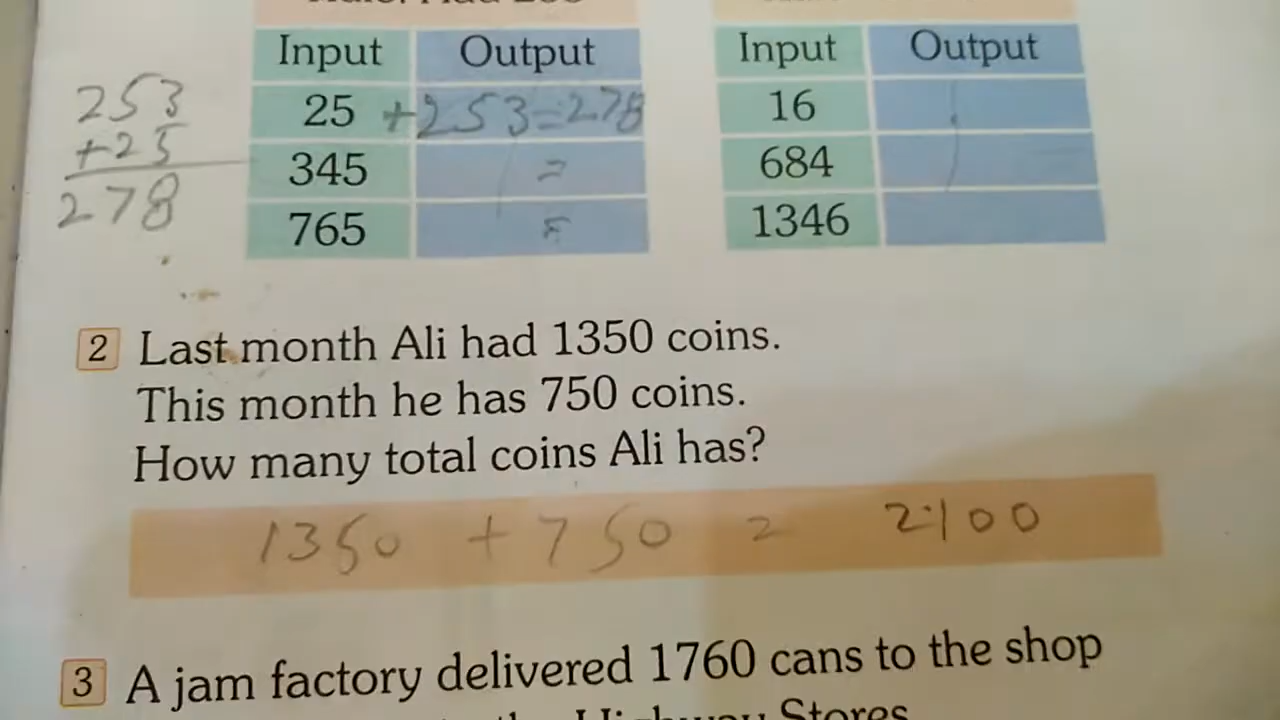 Input Output Input Output
253 25 +253=278 16
+25 345 = 684
278 765 = 1346
2 Last month Ali had 1350 coins.
This month he has 750 coins.
How many total coins Ali has?
1350 + 750 = 2100
3 A jam factory delivered 1760 cans to the shop
Stores